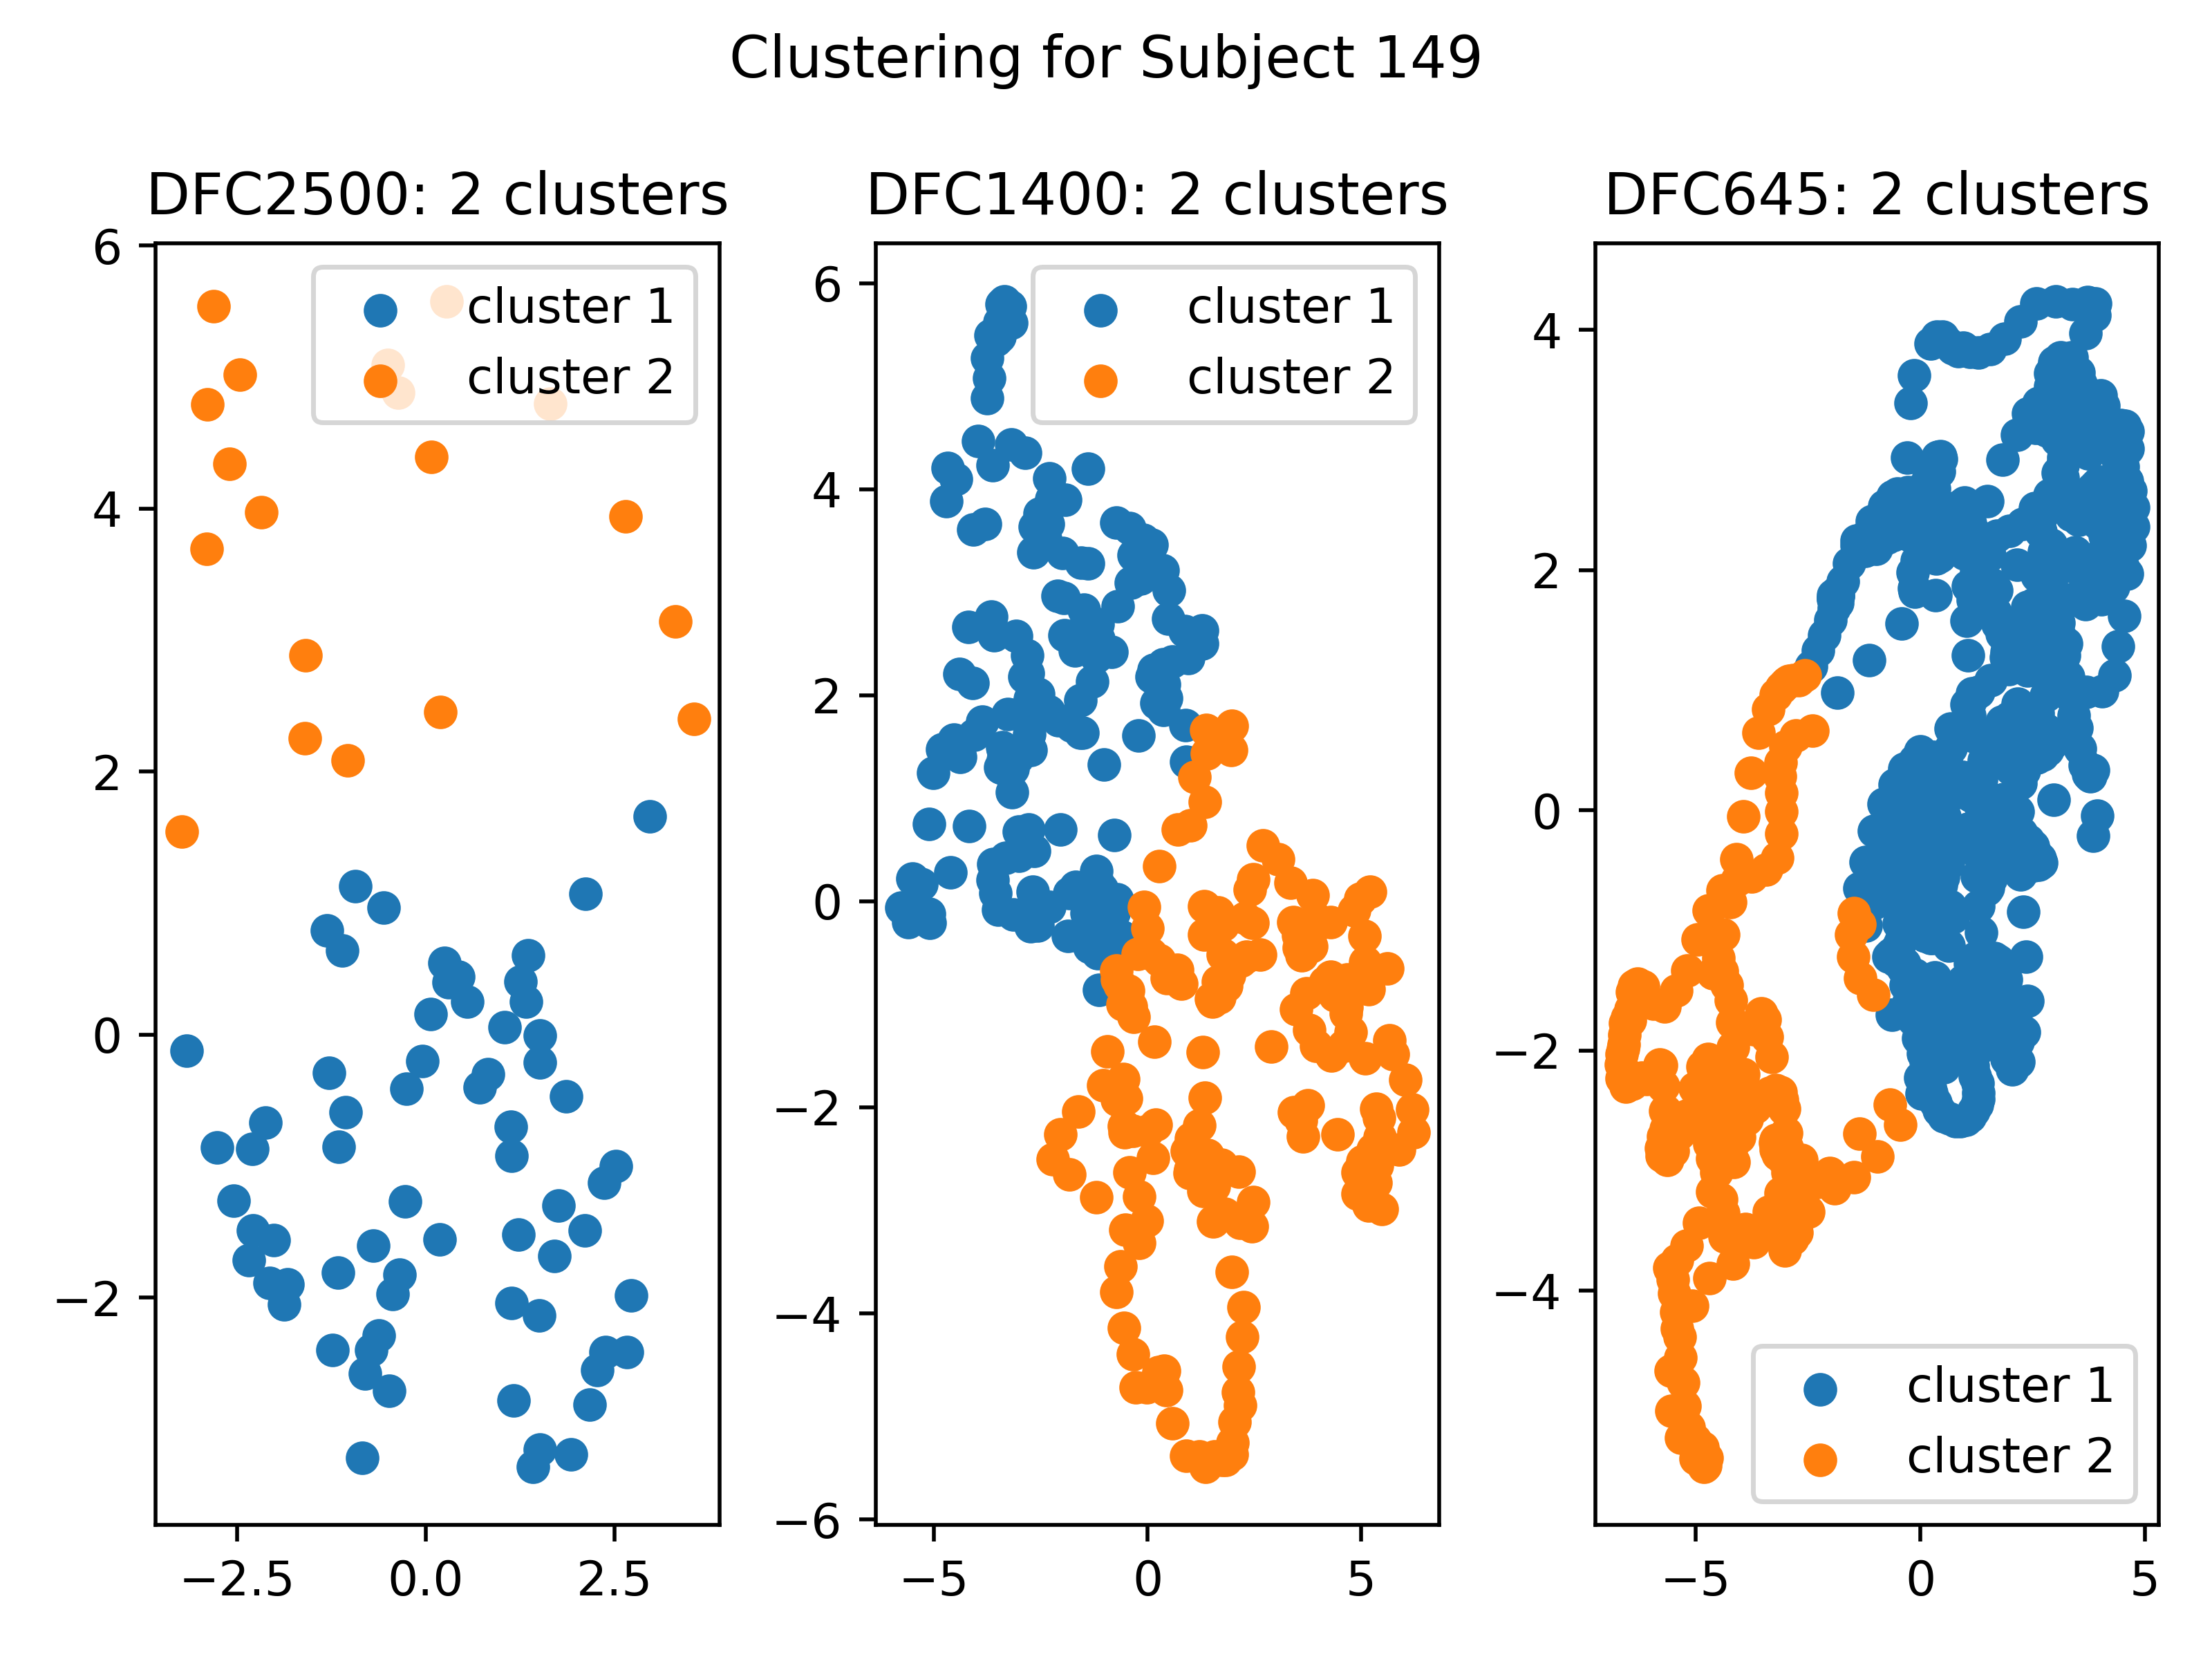 Clustering for Subject 149
DFC2500: 2 clusters
6
4
2
0
−2
−2.5
0.0
2.5
cluster 1
cluster 2
DFC1400: 2 clusters
6
4
2
0
−2
−4
−6
−5
0
5
cluster 1
cluster 2
DFC645: 2 clusters
4
2
0
−2
−4
−5
0
5
cluster 1
cluster 2